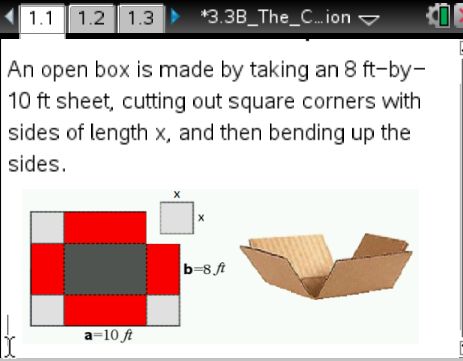 1.1 1.2 1.3 *3.3B_The_C...ion
An open box is made by taking an 8 ft-by-
10 ft sheet, cutting out square corners with
sides of length x, and then bending up the
sides.
x
x
b=8 ft
a=10 ft